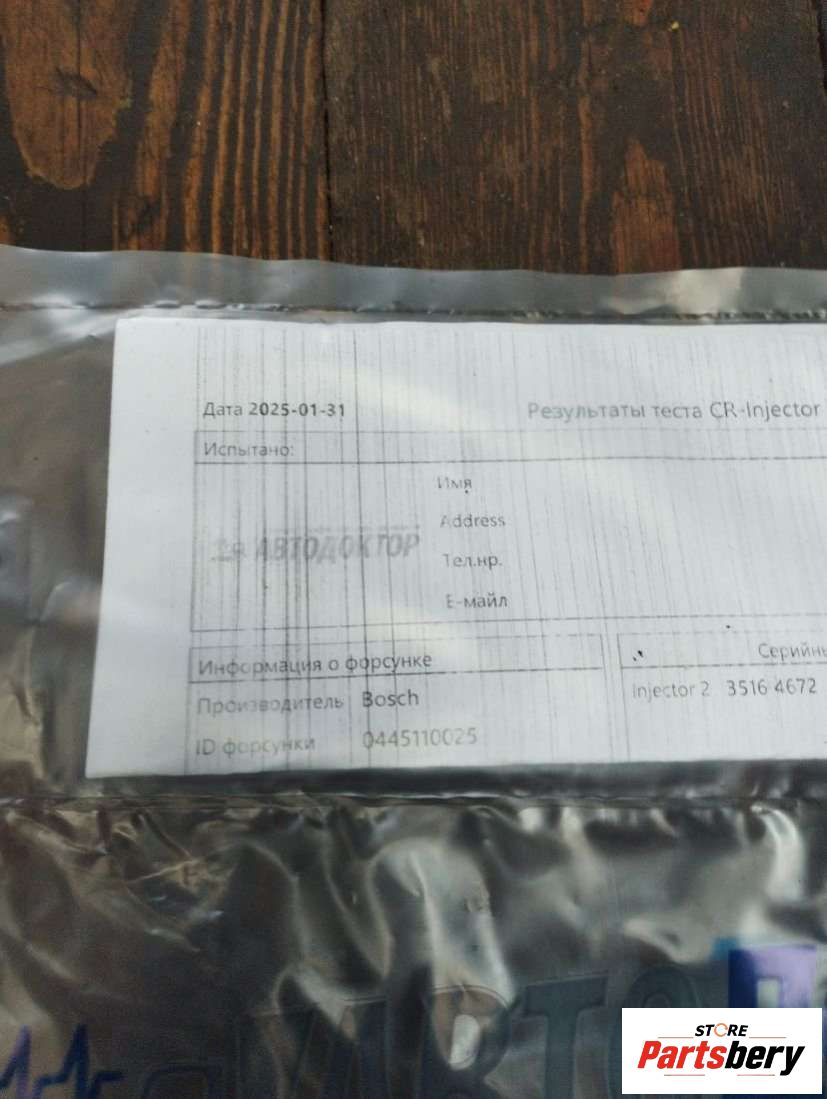 Дата 2025-01-31
Результаты теста CR-Injector
Испытано:
Имя
Address
АВТОДОКТОР
Тел.нр.
Е-майл
Информация о форсунке
Серийны
Производитель Bosch
Injector 2 3516 4672
ID форсунки 0445110025
STORE
Partsbery